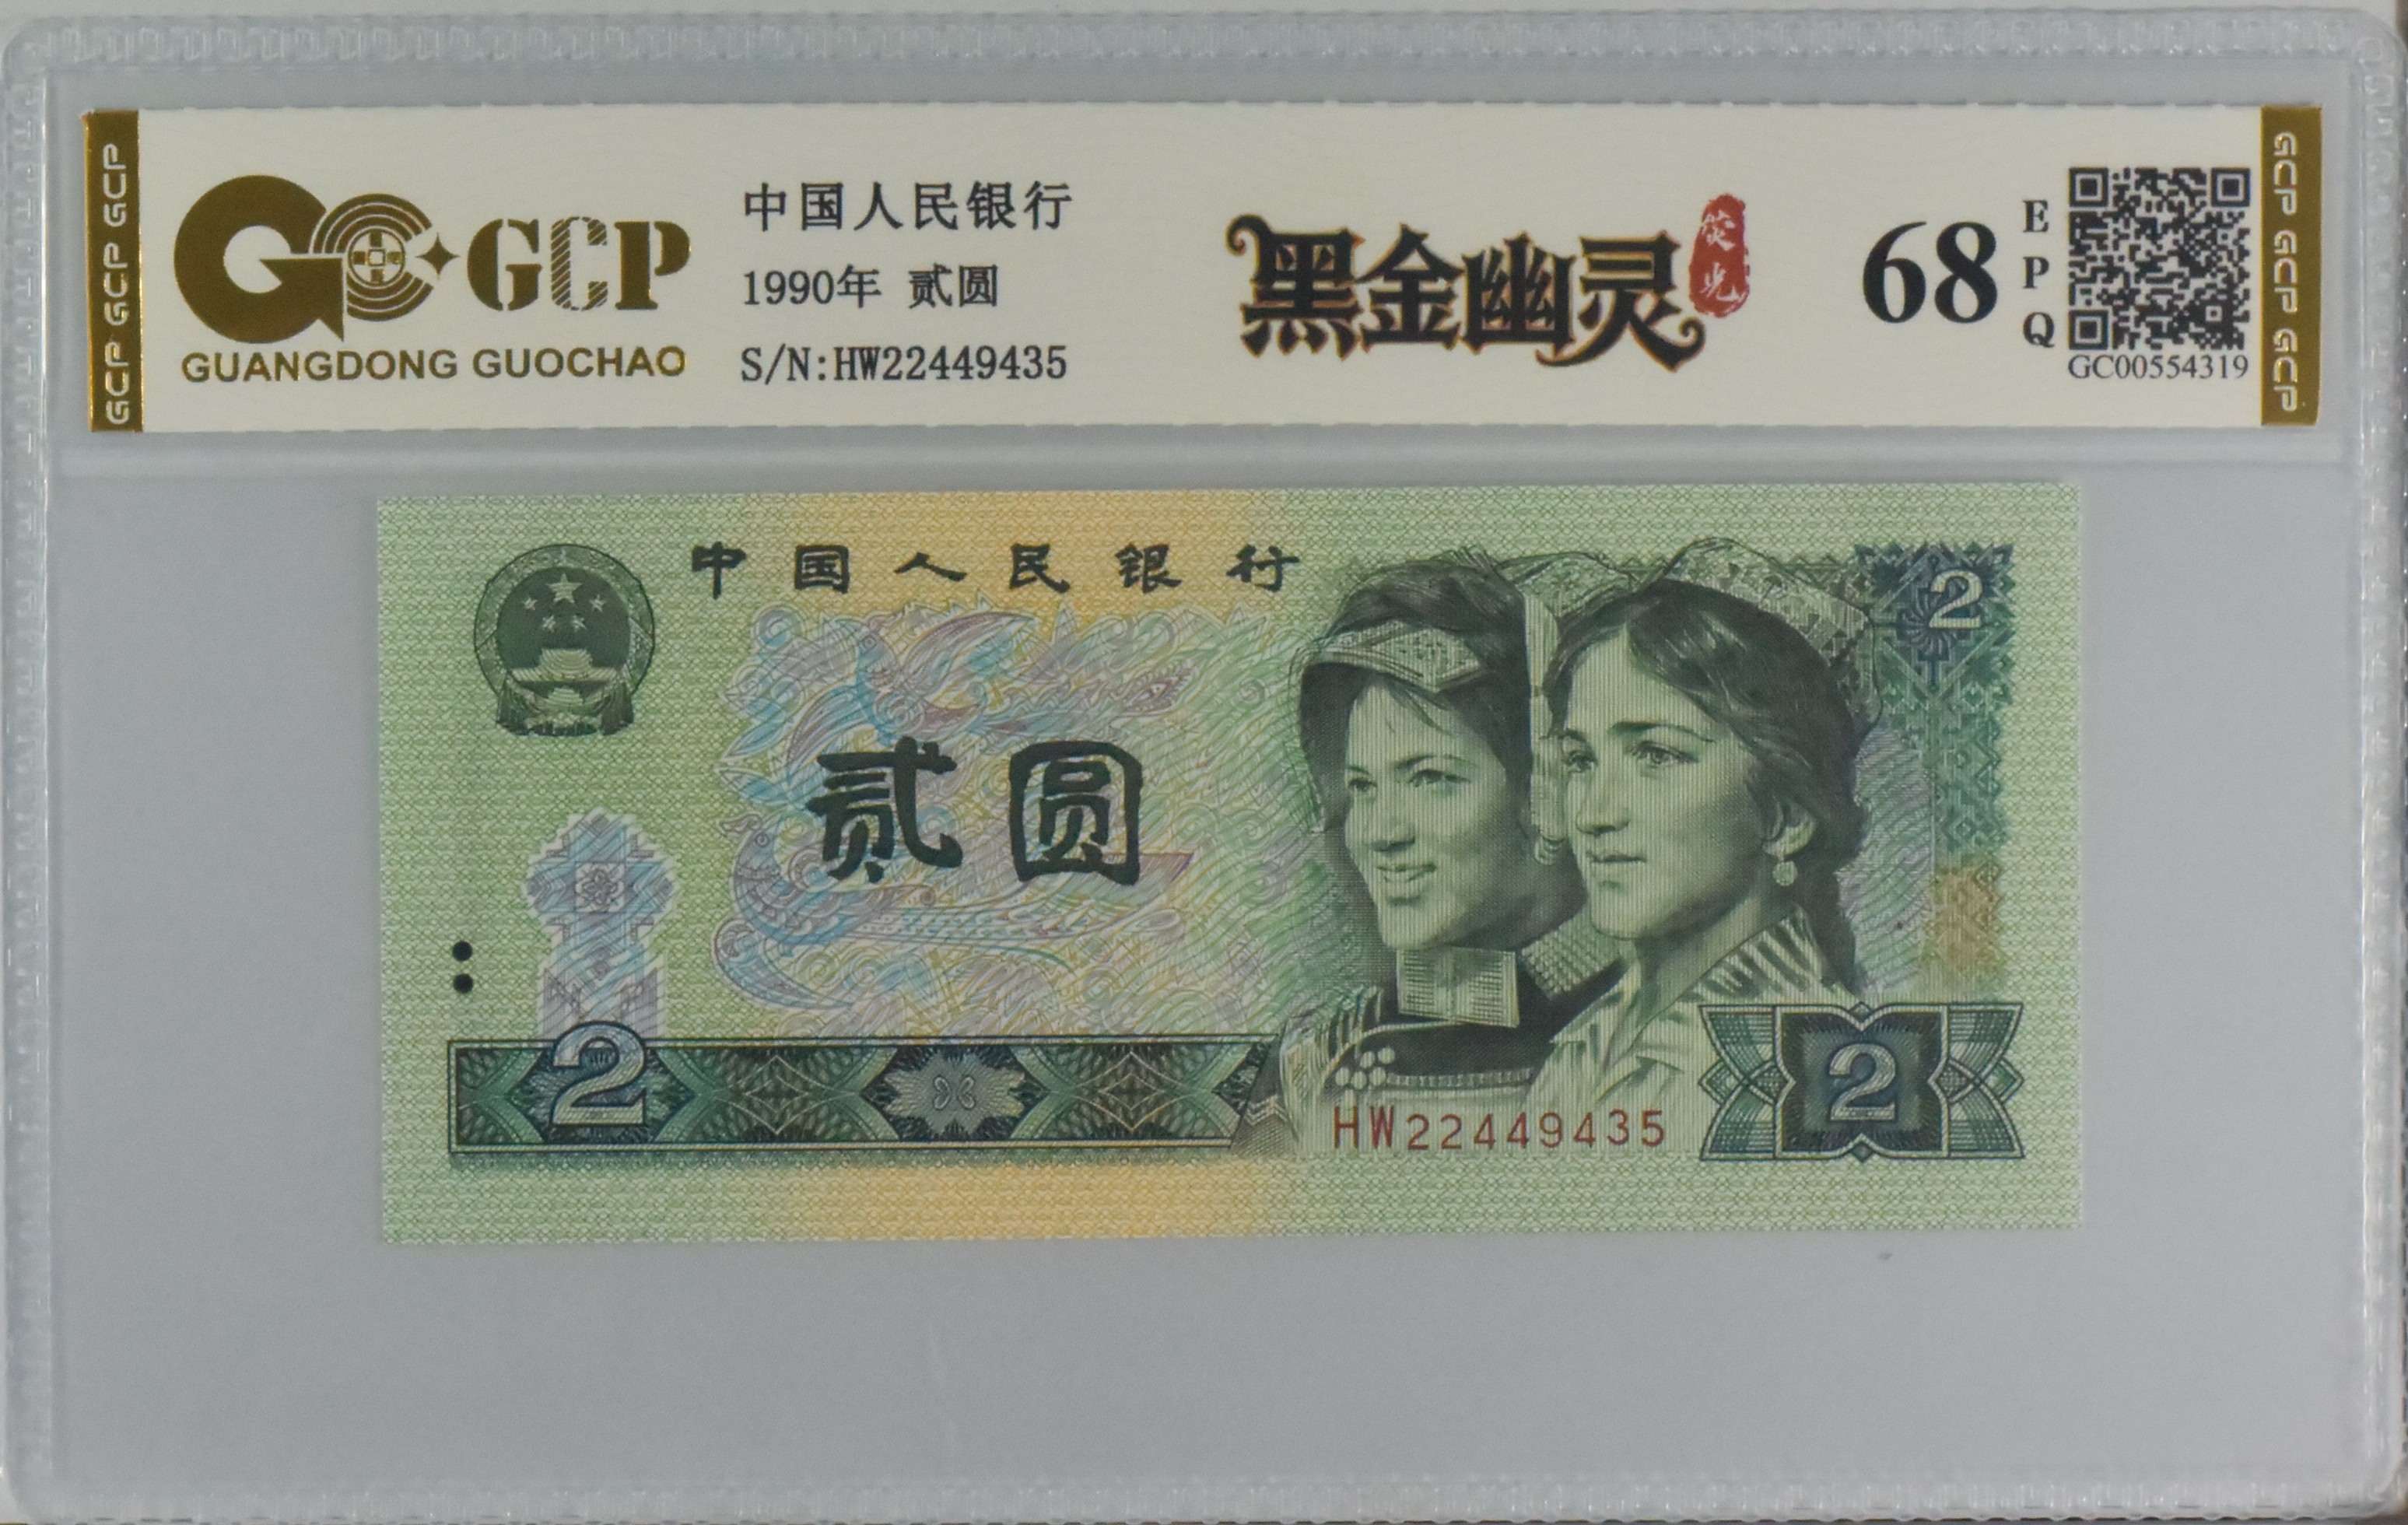 GCP GCP GCP
GCP
GUANGDONG GUOCHAO
中国人民银行
1990年 贰圆
S/N:HW22449435
黑金幽灵
荧光
68
EPQ
GC00554319
GCP GCP GCP
中国人民银行
2
贰圆
2
HW22449435
2